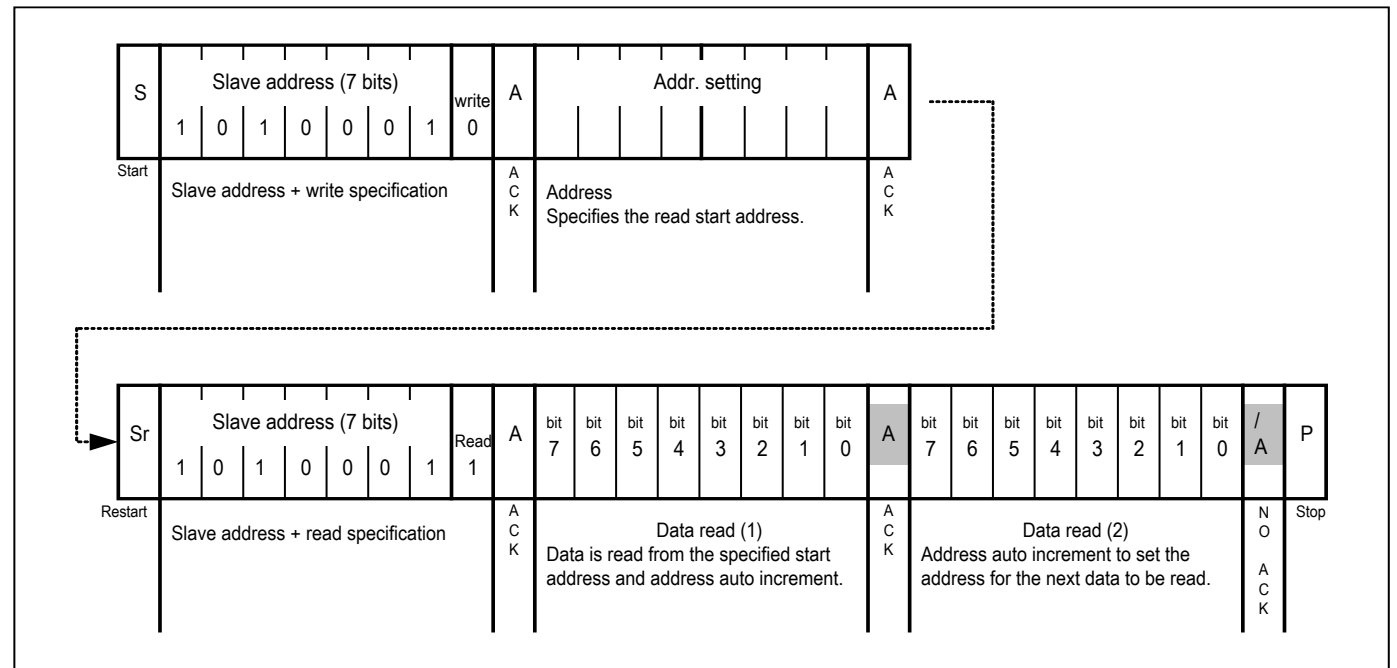 S
Slave address (7 bits)
write
A
Addr. setting
A
1 0 1 0 0 0 1 0
Start
Slave address + write specification
A
C
K
Address
Specifies the read start address.
A
C
K
Sr
Slave address (7 bits)
Read
A
bit bit bit bit bit bit bit bit
7 6 5 4 3 2 1 0
A
bit bit bit bit bit bit bit bit
7 6 5 4 3 2 1 0
/
A
P
1 0 1 0 0 0 1 1
Restart
Slave address + read specification
A
C
K
Data read (1)
Data is read from the specified start
address and address auto increment.
A
C
K
Data read (2)
Address auto increment to set the
address for the next data to be read.
N
O
A
C
K
Stop